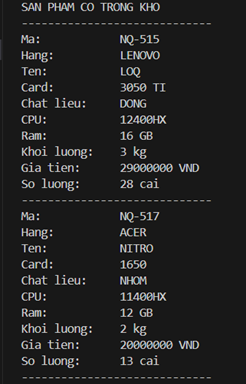 SAN PHAM CO TRONG KHO
-----------------------------
Ma: NQ-515
Hang: LENOVO
Ten: LOQ
Card: 3050 TI
Chat lieu: DONG
CPU: 12400HX
Ram: 16 GB
Khoi luong: 3 kg
Gia tien: 29000000 VND
So luong: 28 cai
-----------------------------
Ma: NQ-517
Hang: ACER
Ten: NITRO
Card: 1650
Chat lieu: NHOM
CPU: 11400HX
Ram: 12 GB
Khoi luong: 2 kg
Gia tien: 20000000 VND
So luong: 13 cai
-----------------------------